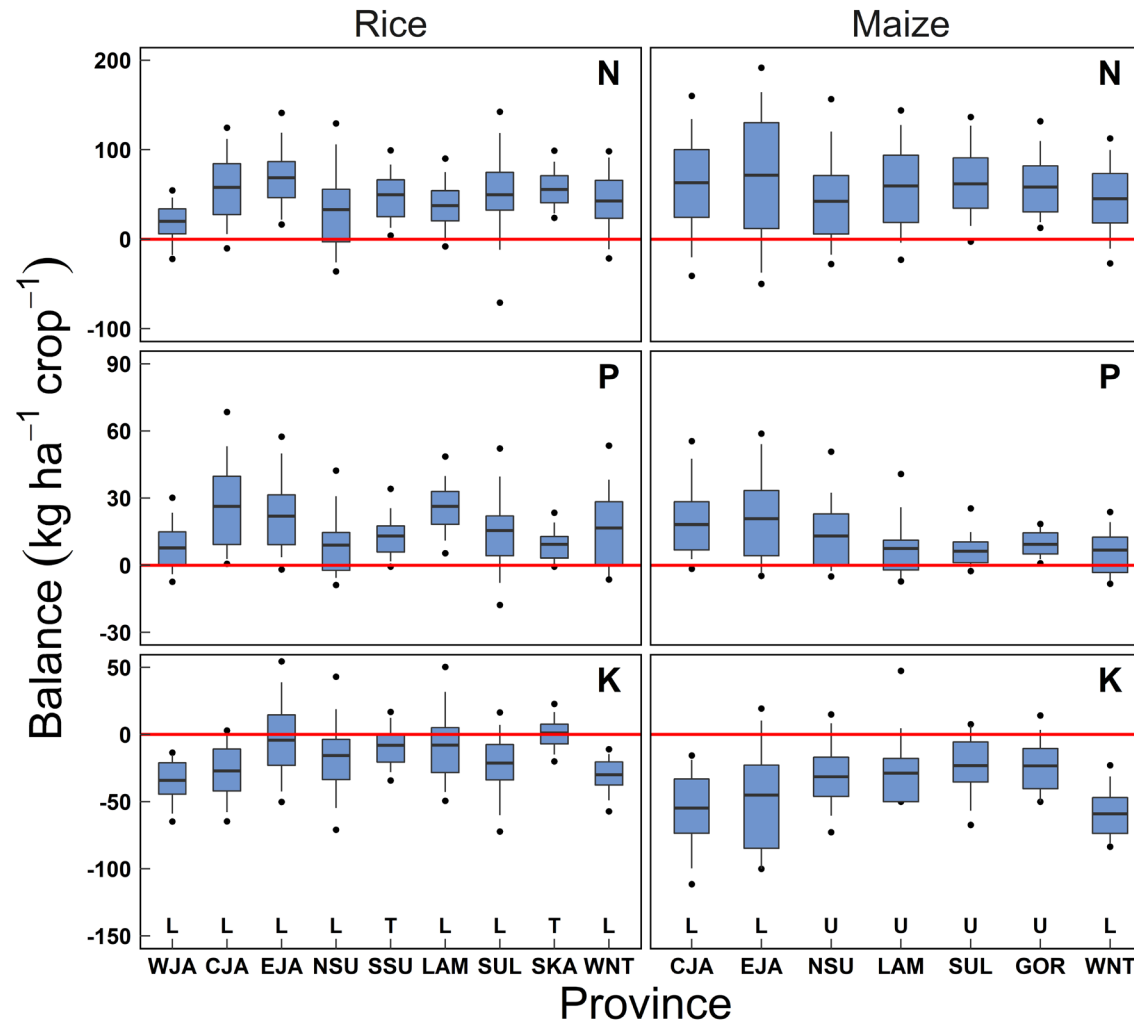 Rice
Maize
Balance (kg ha⁻¹ crop⁻¹)
200
100
0
-100
N
N
90
60
30
0
-30
P
P
50
0
-50
-100
-150
K
K
L L L L T L L T L
L L U U U U L
WJA CJA EJA NSU SSU LAM SUL SKA WNT
CJA EJA NSU LAM SUL GOR WNT
Province